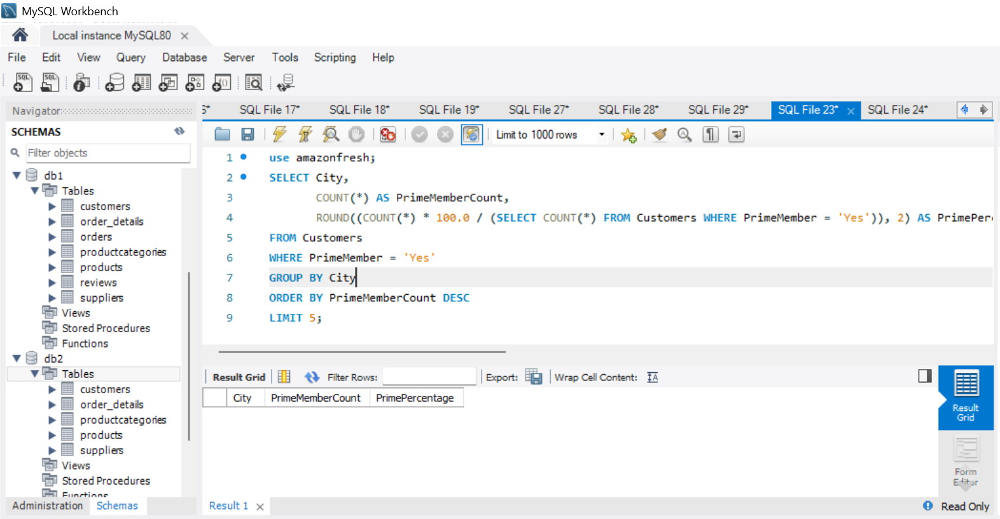 MySQL Workbench
Local instance MySQL80
File Edit View Query Database Server Tools Scripting Help
Navigator
SCHEMAS
Filter objects
db1
Tables
customers
order_details
orders
productcategories
products
reviews
suppliers
Views
Stored Procedures
Functions
db2
Tables
customers
order_details
productcategories
products
suppliers
Views
Stored Procedures
Functions
Administration Schemas
SQL File 17* SQL File 18* SQL File 19* SQL File 27* SQL File 28* SQL File 29* SQL File 23* SQL File 24*
Limit to 1000 rows
1 use amazonfresh;
2 SELECT City,
3 COUNT(*) AS PrimeMemberCount,
4 ROUND((COUNT(*) * 100.0 / (SELECT COUNT(*) FROM Customers WHERE PrimeMember = 'Yes')), 2) AS PrimePer
5 FROM Customers
6 WHERE PrimeMember = 'Yes'
7 GROUP BY City
8 ORDER BY PrimeMemberCount DESC
9 LIMIT 5;
Result Grid Filter Rows: Export: Wrap Cell Content:
City PrimeMemberCount PrimePercentage
Result
Grid
Form
Editor
Result 1
Read Only